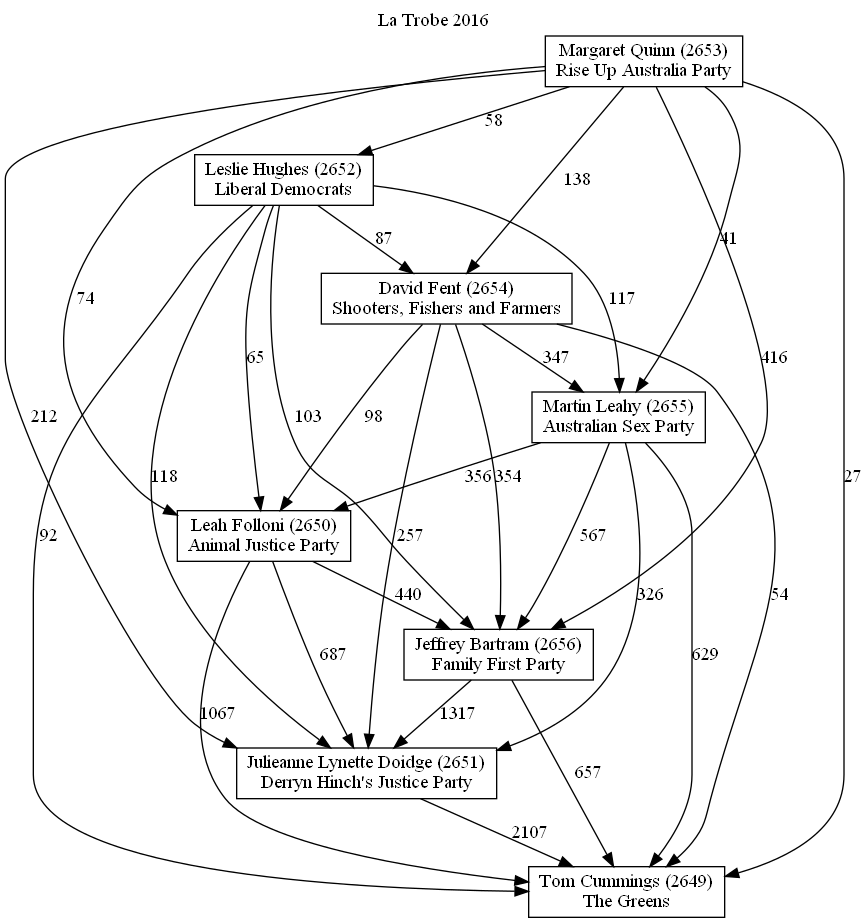 La Trobe 2016
Margaret Quinn (2653)
Rise Up Australia Party
58
138
Leslie Hughes (2652)
Liberal Democrats
87
41
David Fent (2654)
Shooters, Fishers and Farmers
74
117
65
347
416
Martin Leahy (2655)
Australian Sex Party
212
103
98
118
356
354
27
Leah Folloni (2650)
Animal Justice Party
92
257
567
440
326
54
Jeffrey Bartram (2656)
Family First Party
687
629
1067
1317
Julieanne Lynette Doidge (2651)
Derryn Hinch's Justice Party
657
2107
Tom Cummings (2649)
The Greens